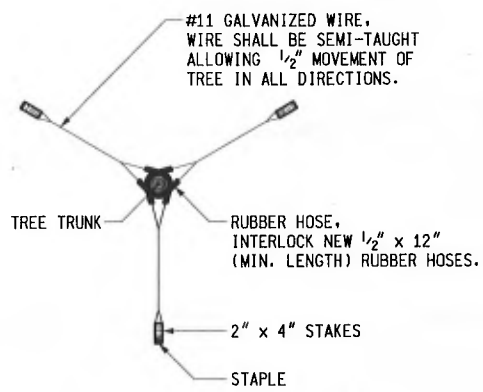 #11 GALVANIZED WIRE,
WIRE SHALL BE SEMI-TAUGHT
ALLOWING 1/2" MOVEMENT OF
TREE IN ALL DIRECTIONS.
TREE TRUNK
RUBBER HOSE,
INTERLOCK NEW 1/2" x 12"
(MIN. LENGTH) RUBBER HOSES.
2" x 4" STAKES
STAPLE